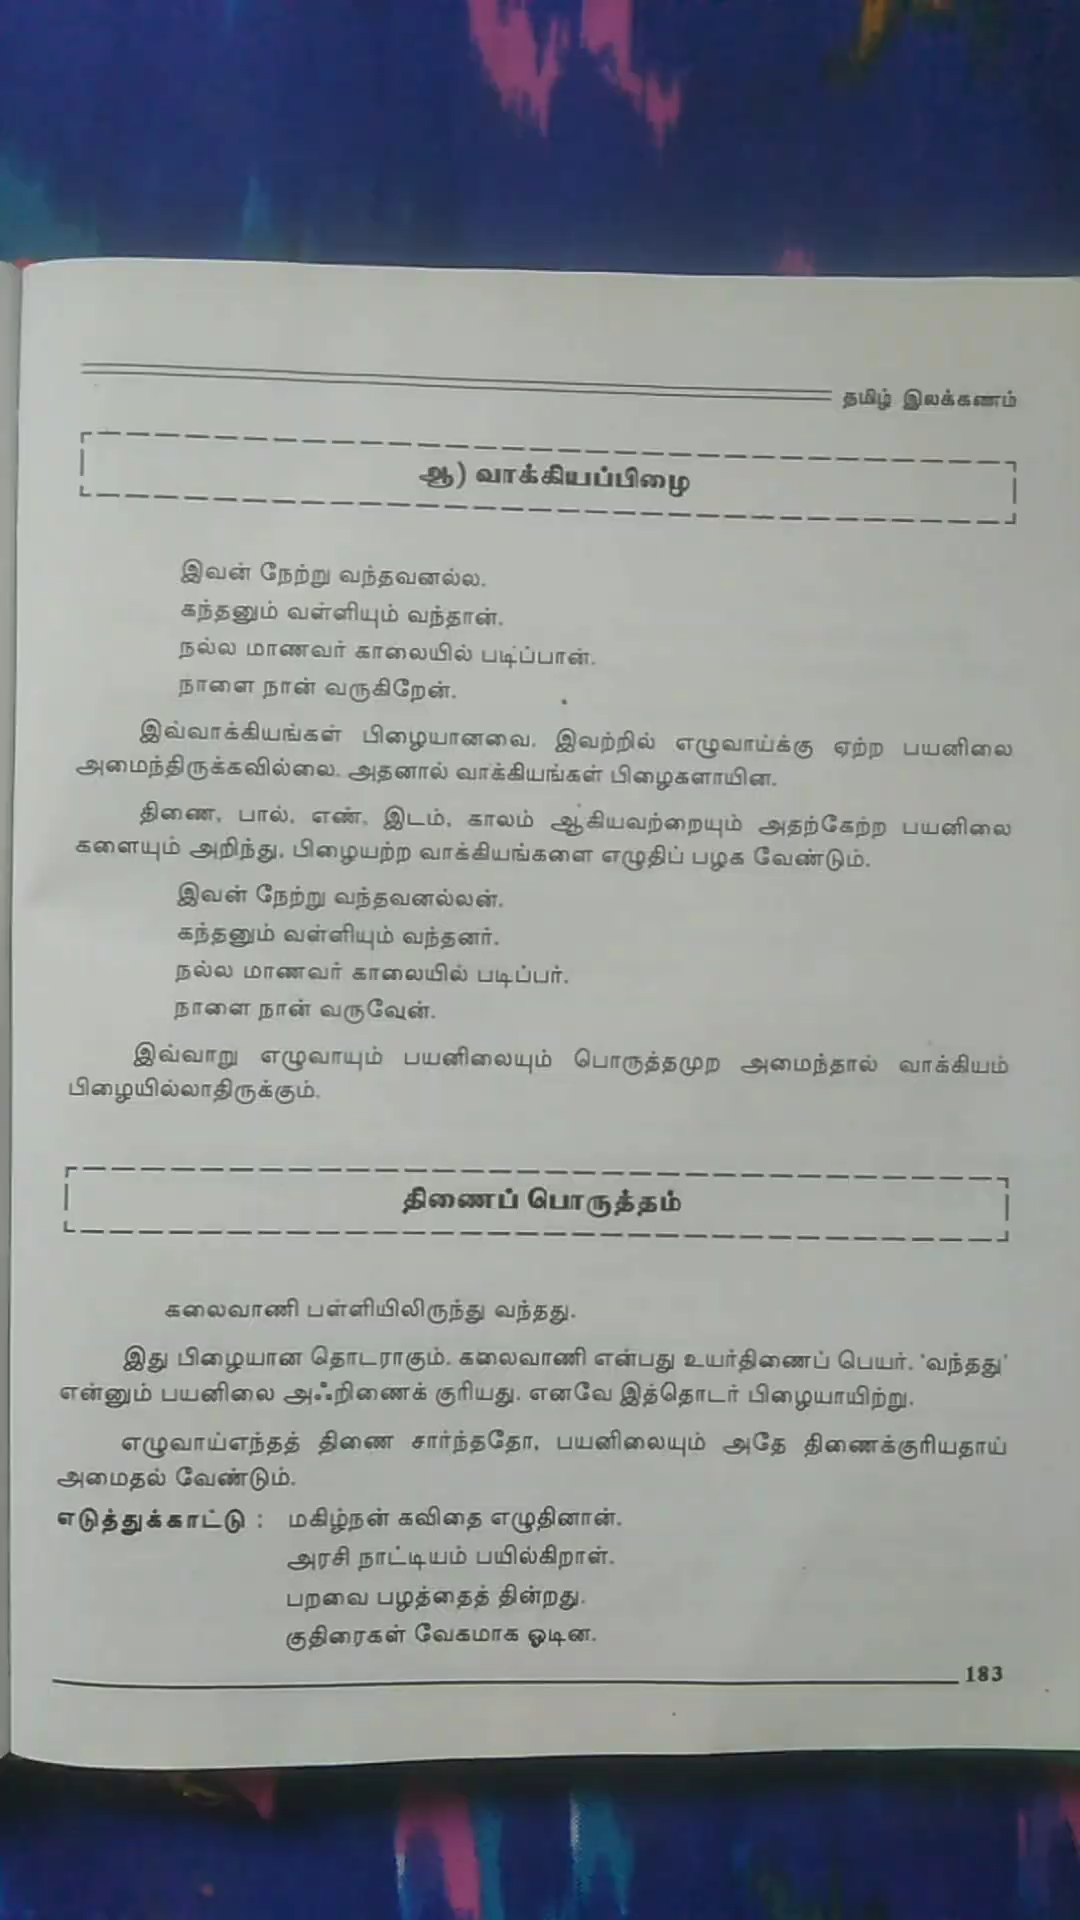 தமிழ் இலக்கணம்
ஆ) வாக்கியப்பிழை
இவன் நேற்று வந்தவனல்ல.
கந்தனும் வள்ளியும் வந்தான்.
நல்ல மாணவர் காலையில் படிப்பான்.
நாளை நான் வருகிறேன்.
இவ்வாக்கியங்கள் பிழையானவை. இவற்றில் எழுவாய்க்கு ஏற்ற பயனிலை
அமைந்திருக்கவில்லை. அதனால் வாக்கியங்கள் பிழைகளாயின.
திணை, பால், எண், இடம், காலம் ஆகியவற்றையும் அதற்கேற்ற பயனிலை
களையும் அறிந்து, பிழையற்ற வாக்கியங்களை எழுதிப் பழக வேண்டும்.
இவன் நேற்று வந்தவனல்லன்.
கந்தனும் வள்ளியும் வந்தனர்.
நல்ல மாணவர் காலையில் படிப்பர்.
நாளை நான் வருவேன்.
இவ்வாறு எழுவாயும் பயனிலையும் பொருத்தமுற அமைந்தால் வாக்கியம்
பிழையில்லாதிருக்கும்.
திணைப் பொருத்தம்
கலைவாணி பள்ளியிலிருந்து வந்தது.
இது பிழையான தொடராகும். கலைவாணி என்பது உயர்திணைப் பெயர். 'வந்தது'
என்னும் பயனிலை அஃறிணைக் குரியது. எனவே இத்தொடர் பிழையாயிற்று.
எழுவாய்எந்தத் திணை சார்ந்ததோ, பயனிலையும் அதே திணைக்குரியதாய்
அமைதல் வேண்டும்.
எடுத்துக்காட்டு : மகிழ்நன் கவிதை எழுதினான்.
அரசி நாட்டியம் பயில்கிறாள்.
பறவை பழத்தைத் தின்றது.
குதிரைகள் வேகமாக ஓடின.
183